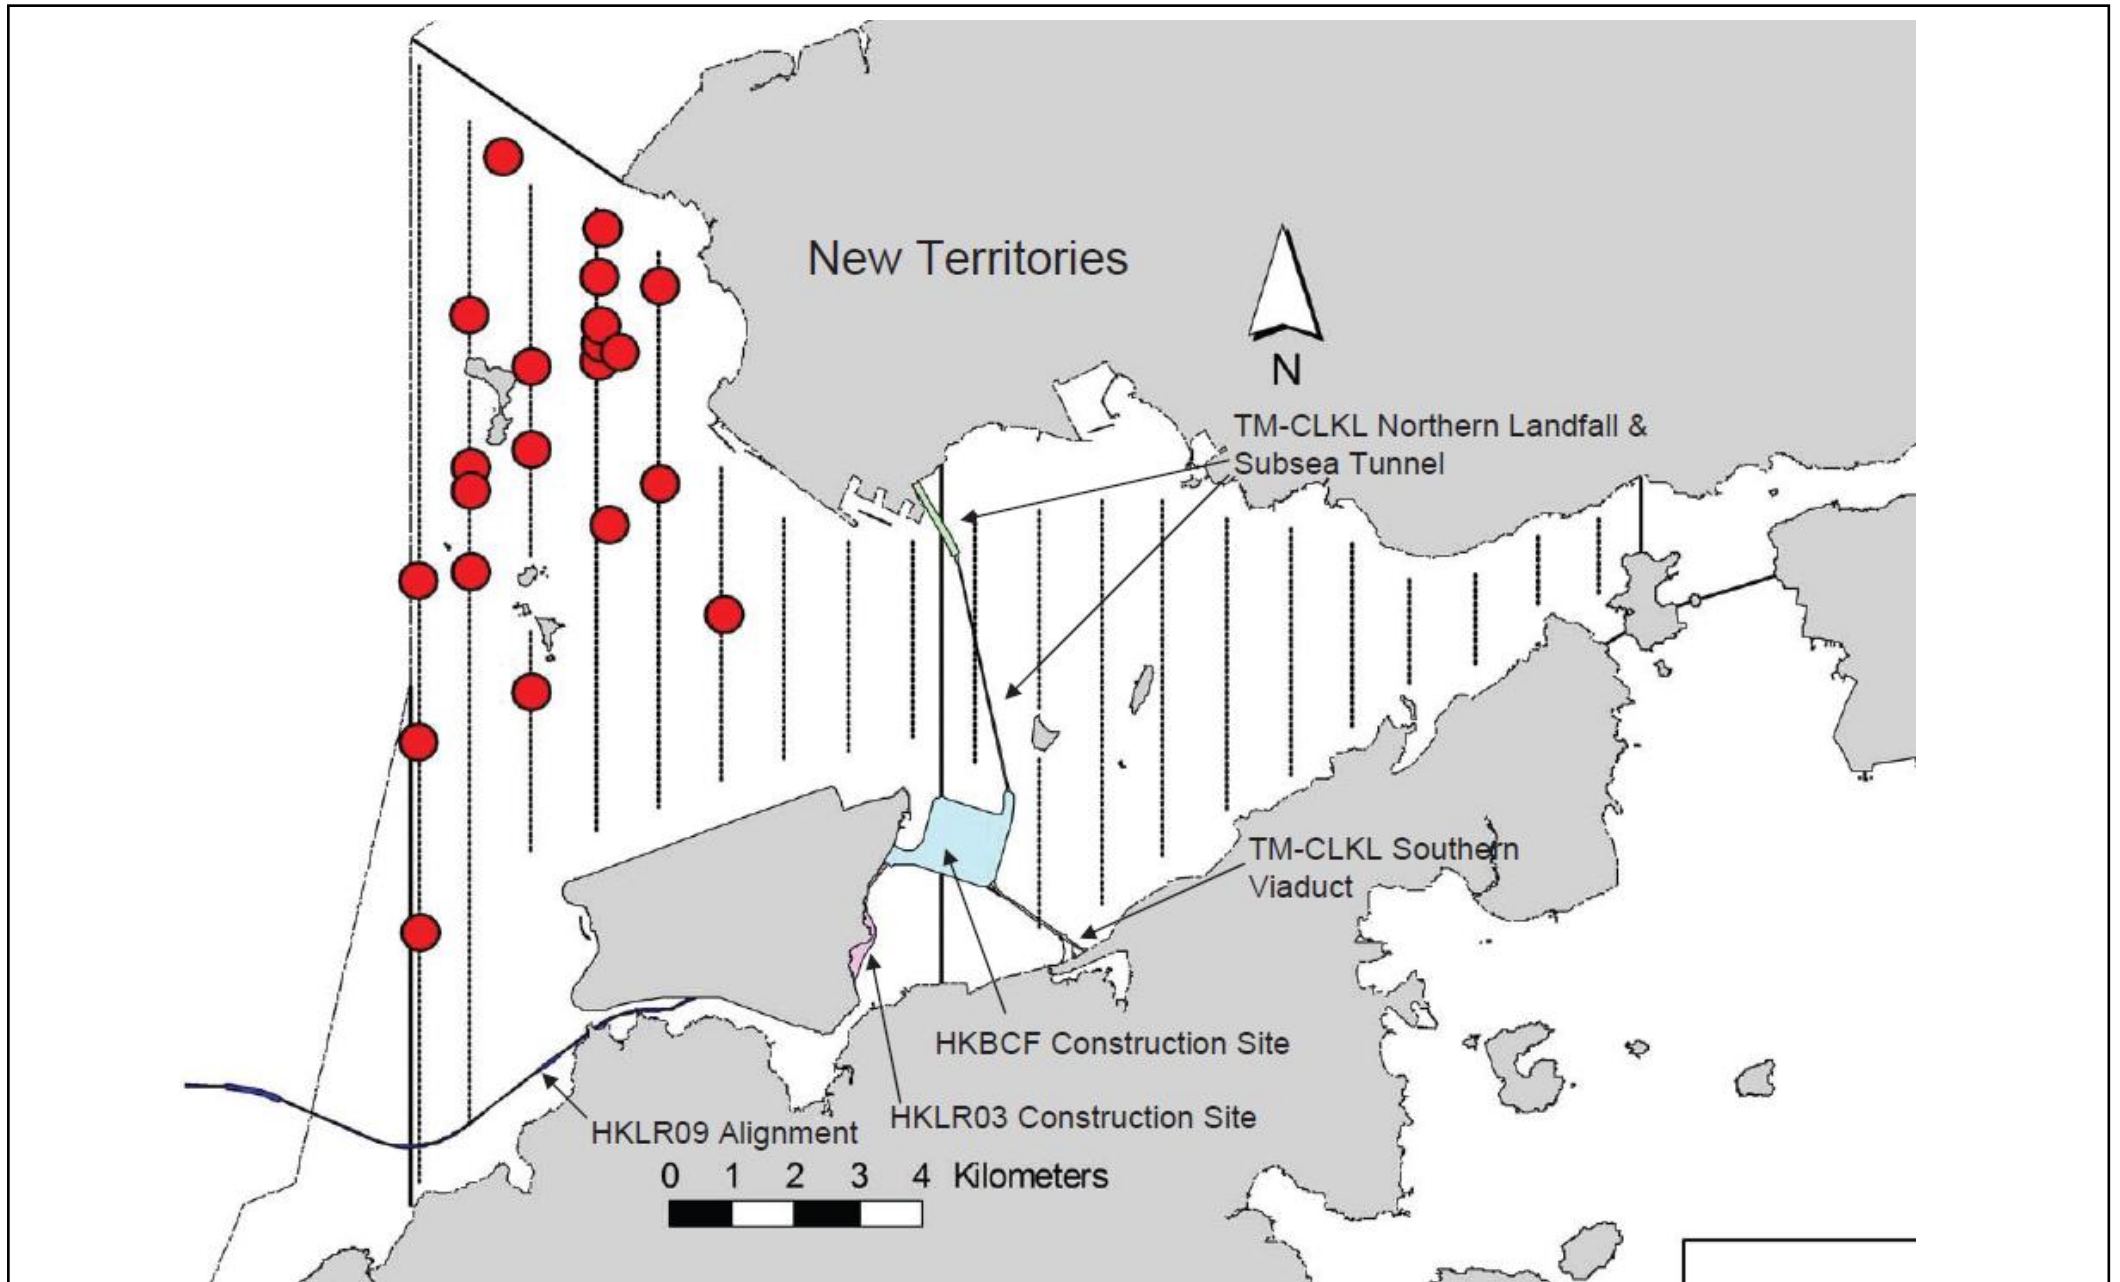 New Territories
N
TM-CLKL Northern Landfall &
Subsea Tunnel
TM-CLKL Southern
Viaduct
HKBCF Construction Site
HKLR03 Construction Site
HKLR09 Alignment
0 1 2 3 4 Kilometers